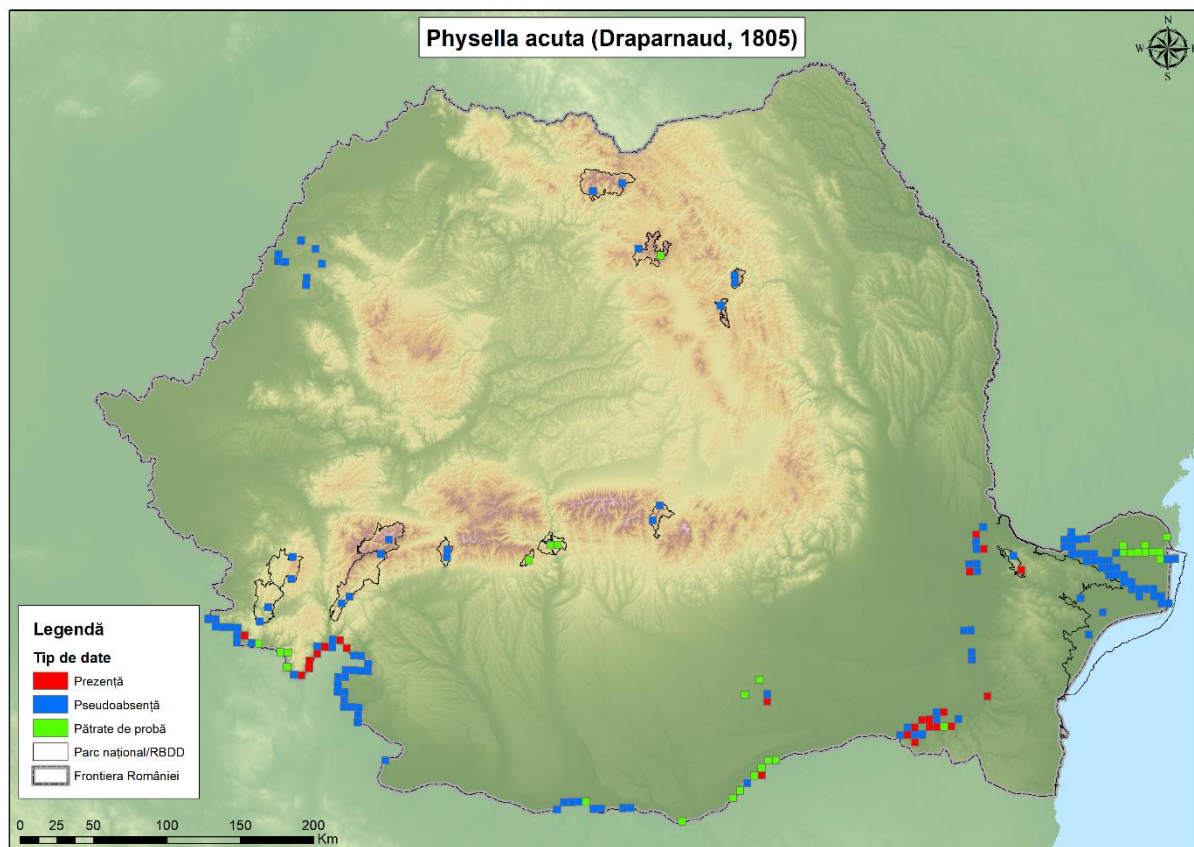 Physella acuta (Draparnaud, 1805)
N
W
E
S
Legendă
Tip de date
Prezență
Pseudoabsență
Pătrate de probă
Parc național/RBDD
Frontiera României
0 25 50 100 150 200
Km